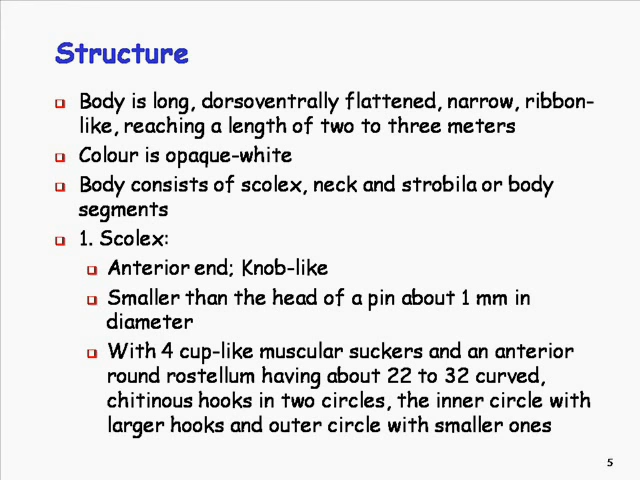 Structure
Body is long, dorsoventrally flattened, narrow, ribbon-
like, reaching a length of two to three meters
Colour is opaque-white
Body consists of scolex, neck and strobila or body
segments
1. Scolex:
Anterior end; Knob-like
Smaller than the head of a pin about 1 mm in
diameter
With 4 cup-like muscular suckers and an anterior
round rostellum having about 22 to 32 curved,
chitinous hooks in two circles, the inner circle with
larger hooks and outer circle with smaller ones
5